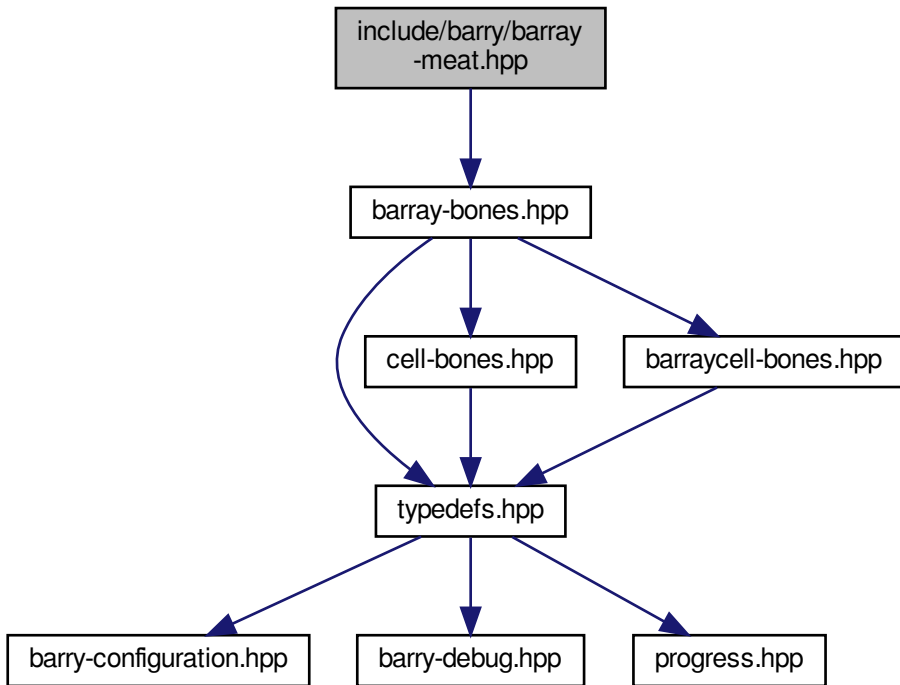 include/barry/barray
-meat.hpp
barray-bones.hpp
cell-bones.hpp
barraycell-bones.hpp
typedefs.hpp
barry-configuration.hpp
barry-debug.hpp
progress.hpp